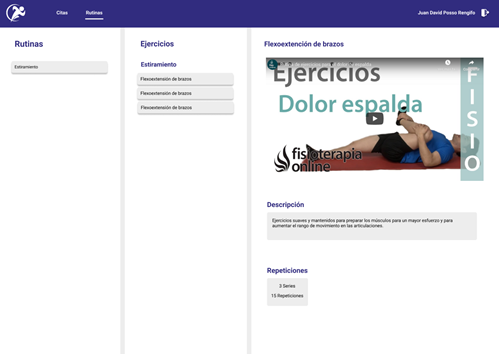 Citas
Rutinas
Juan David Posso Rengifo
Rutinas
Estiramiento
Ejercicios
Estiramiento
Flexoextensión de brazos
Flexoextensión de brazos
Flexoextensión de brazos
Flexoextención de brazos
Ejercicios
Dolor espalda
fisioterapia
online
FISIO
Descripción
Ejercicios suaves y mantenidos para preparar los músculos para un mayor esfuerzo y para
aumentar el rango de movimiento en las articulaciones.
Repeticiones
3 Series
15 Repeticiones